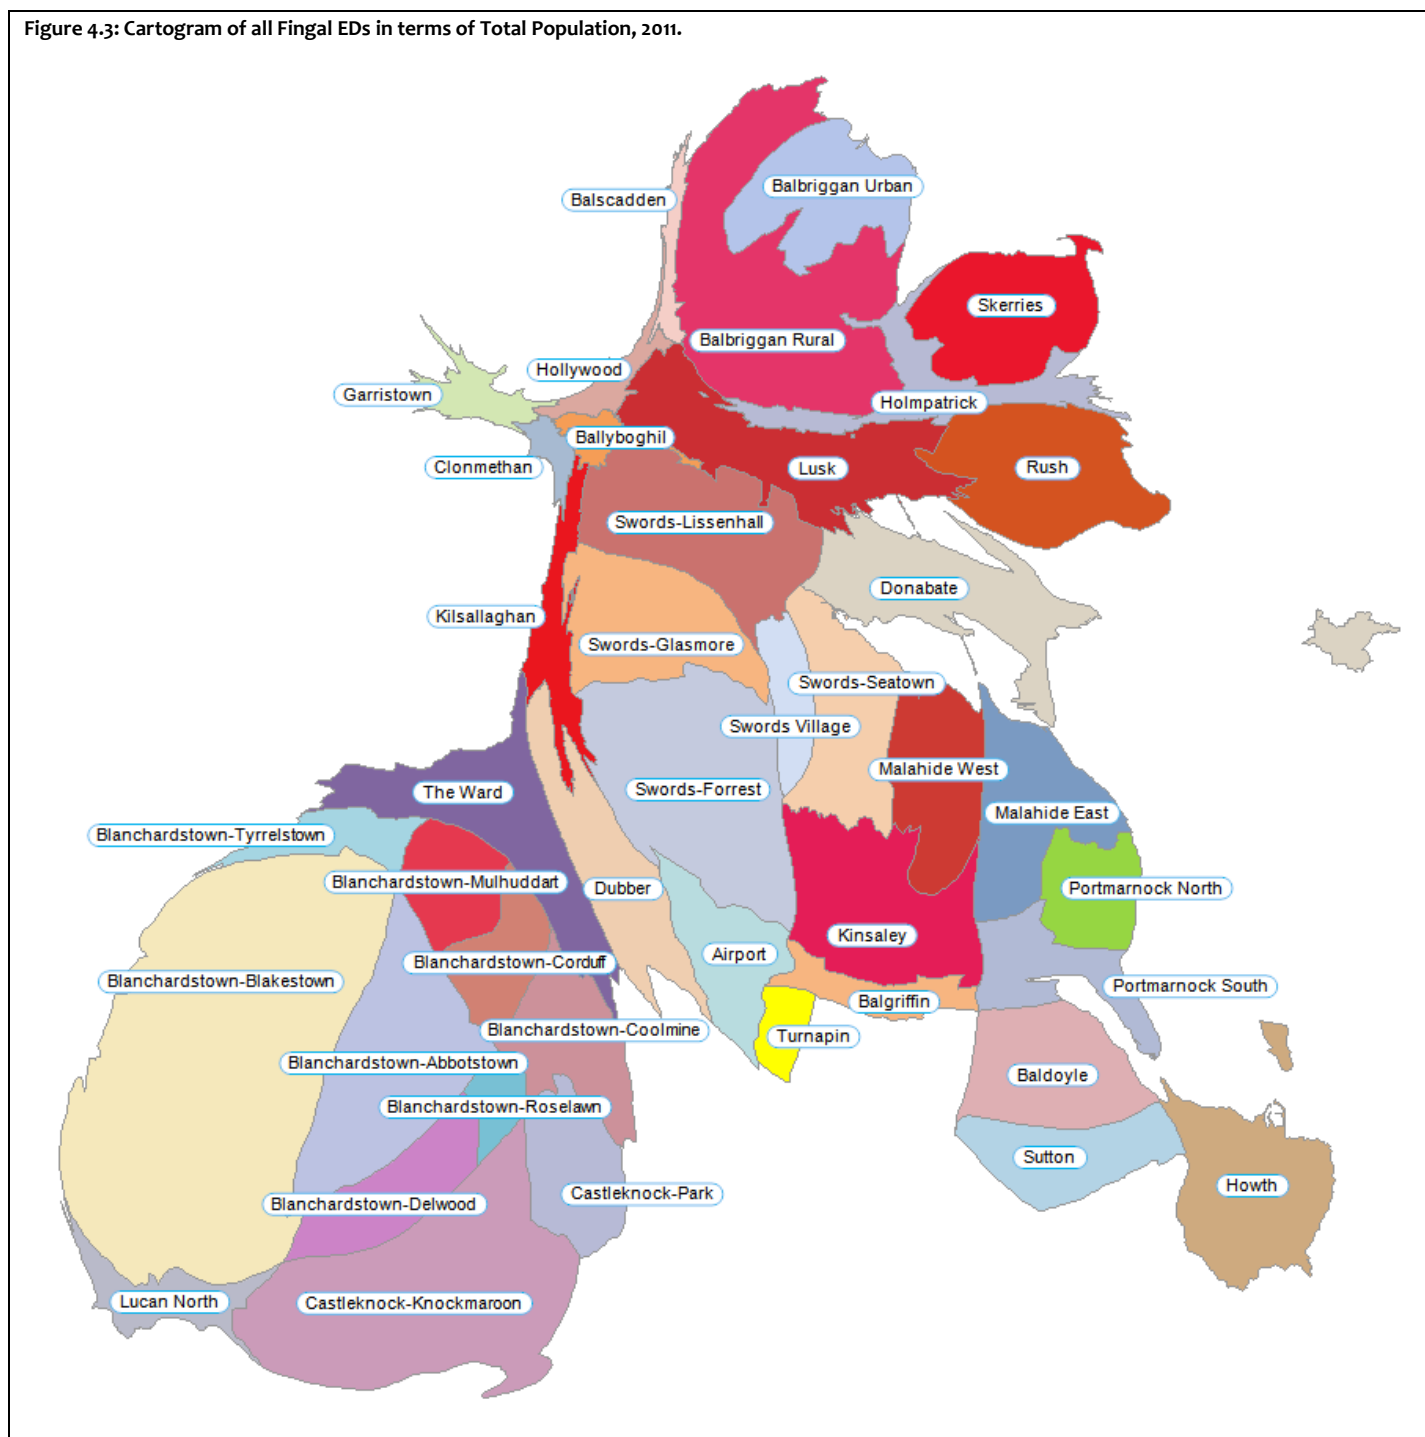 Figure 4.3: Cartogram of all Fingal EDs in terms of Total Population, 2011.
Balbriggan Urban
Balscadden
Skerries
Balbriggan Rural
Hollywood
Garristown
Holmpatrick
Ballyboghil
Clonmethan
Lusk
Rush
Swords-Lissenhall
Donabate
Kilsallaghan
Swords-Glasmore
Swords-Seatown
Swords Village
Malahide West
Swords-Forrest
The Ward
Malahide East
Blanchardstown-Tyrrelstown
Blanchardstown-Mulhuddart
Dubber
Portmarnock North
Kinsaley
Airport
Blanchardstown-Corduff
Blanchardstown-Blakestown
Portmarnock South
Balgriffin
Blanchardstown-Coolmine
Turnapin
Blanchardstown-Abbotstown
Baldoyle
Blanchardstown-Roselawn
Sutton
Howth
Castleknock-Park
Blanchardstown-Delwood
Lucan North
Castleknock-Knockmaroon